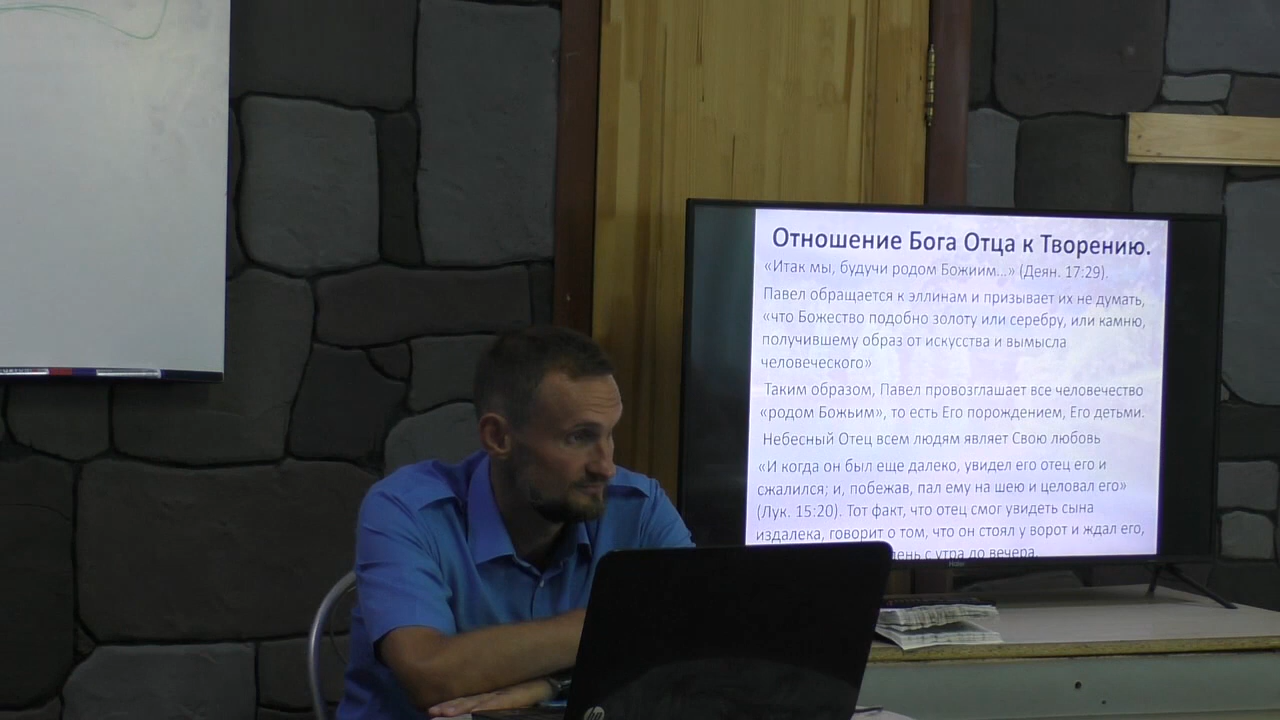 Отношение Бога Отца к Творению.
«Итак мы, будучи родом Божиим...» (Деян. 17:29).
Павел обращается к эллинам и призывает их не думать,
«что Божество подобно золоту или серебру, или камню,
получившему образ от искусства и вымысла
человеческого»
Таким образом, Павел провозглашает все человечество
«родом Божьим», то есть Его порождением, Его детьми.
Небесный Отец всем людям являет Свою любовь
«И когда он был еще далеко, увидел его отец его и
сжалился; и, побежав, пал ему на шею и целовал его»
(Лук. 15:20). Тот факт, что отец смог увидеть сына
издалека, говорит о том, что он стоял у ворот и ждал его,
с утра до вечера.
Haier
hp